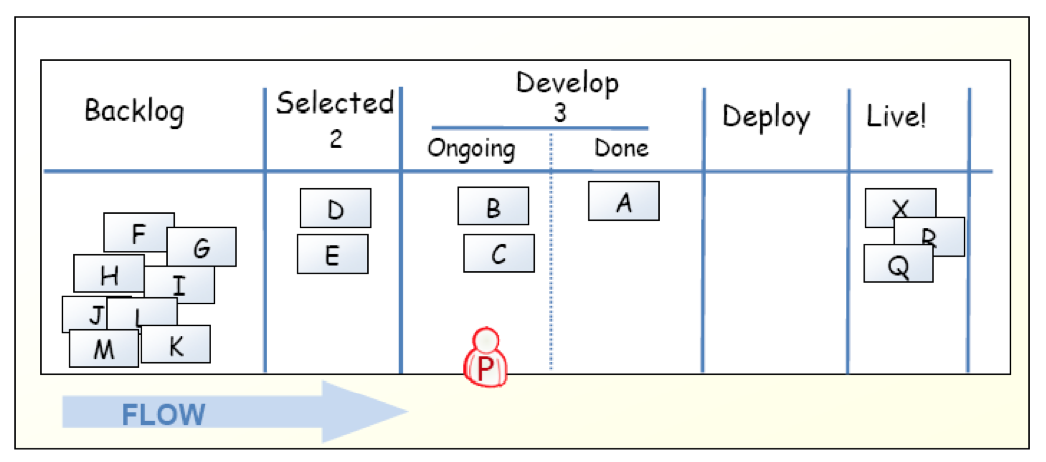 Backlog
Selected
2
Develop
3
Ongoing
Done
Deploy
Live!
F
G
H
I
J
L
M
K
D
E
B
C
A
X
R
Q
P
FLOW